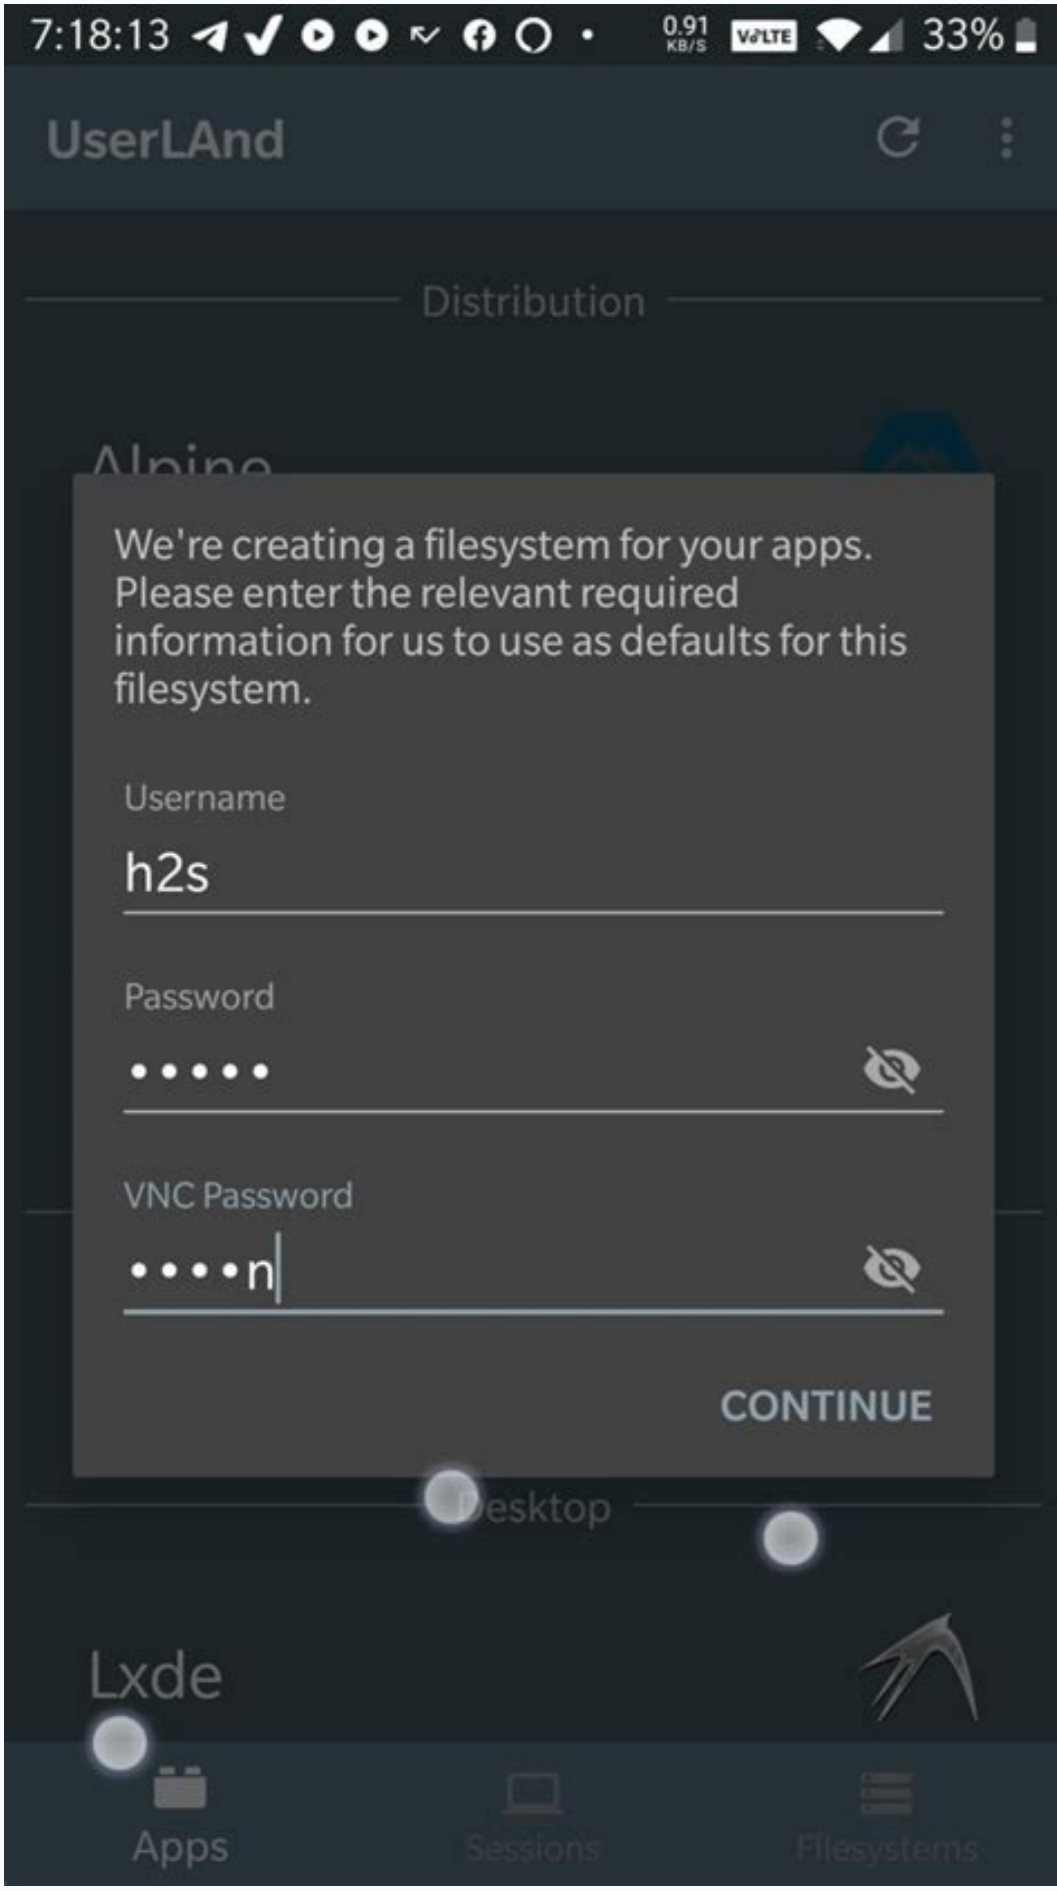 7:18:13
0.91
KB/S
VoLTE
33%
UserLAnd
Distribution
Alpine
We're creating a filesystem for your apps.
Please enter the relevant required
information for us to use as defaults for this
filesystem.
Username
h2s
Password
•••••
VNC Password
••••n
CONTINUE
Desktop
Lxde
Apps
Sessions
Filesystems